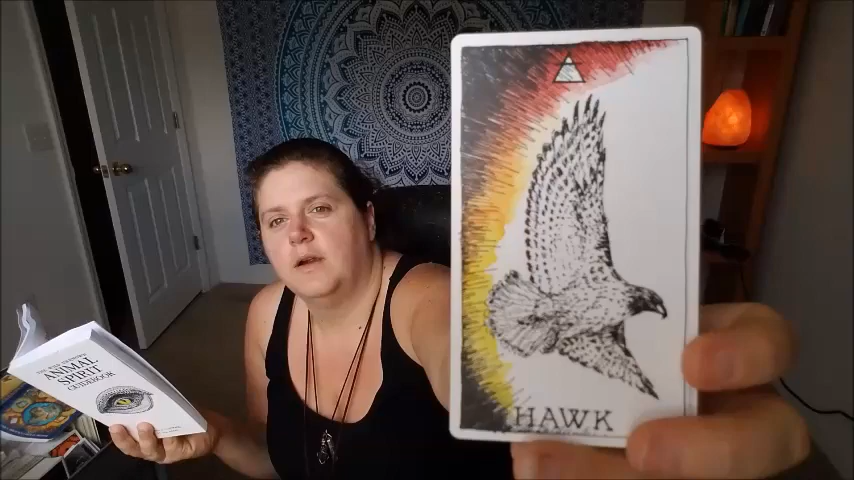 THE WILD UNKNOWN
ANIMAL
SPIRIT
GUIDEBOOK
HAWK